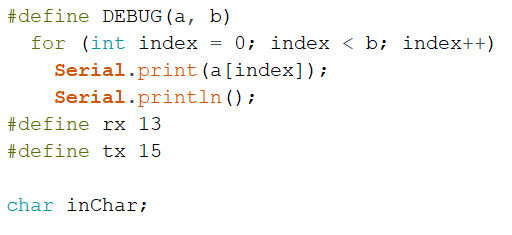 #define DEBUG(a, b)
  for (int index = 0; index < b; index++)
    Serial.print(a[index]);
    Serial.println();
#define rx 13
#define tx 15

char inChar;